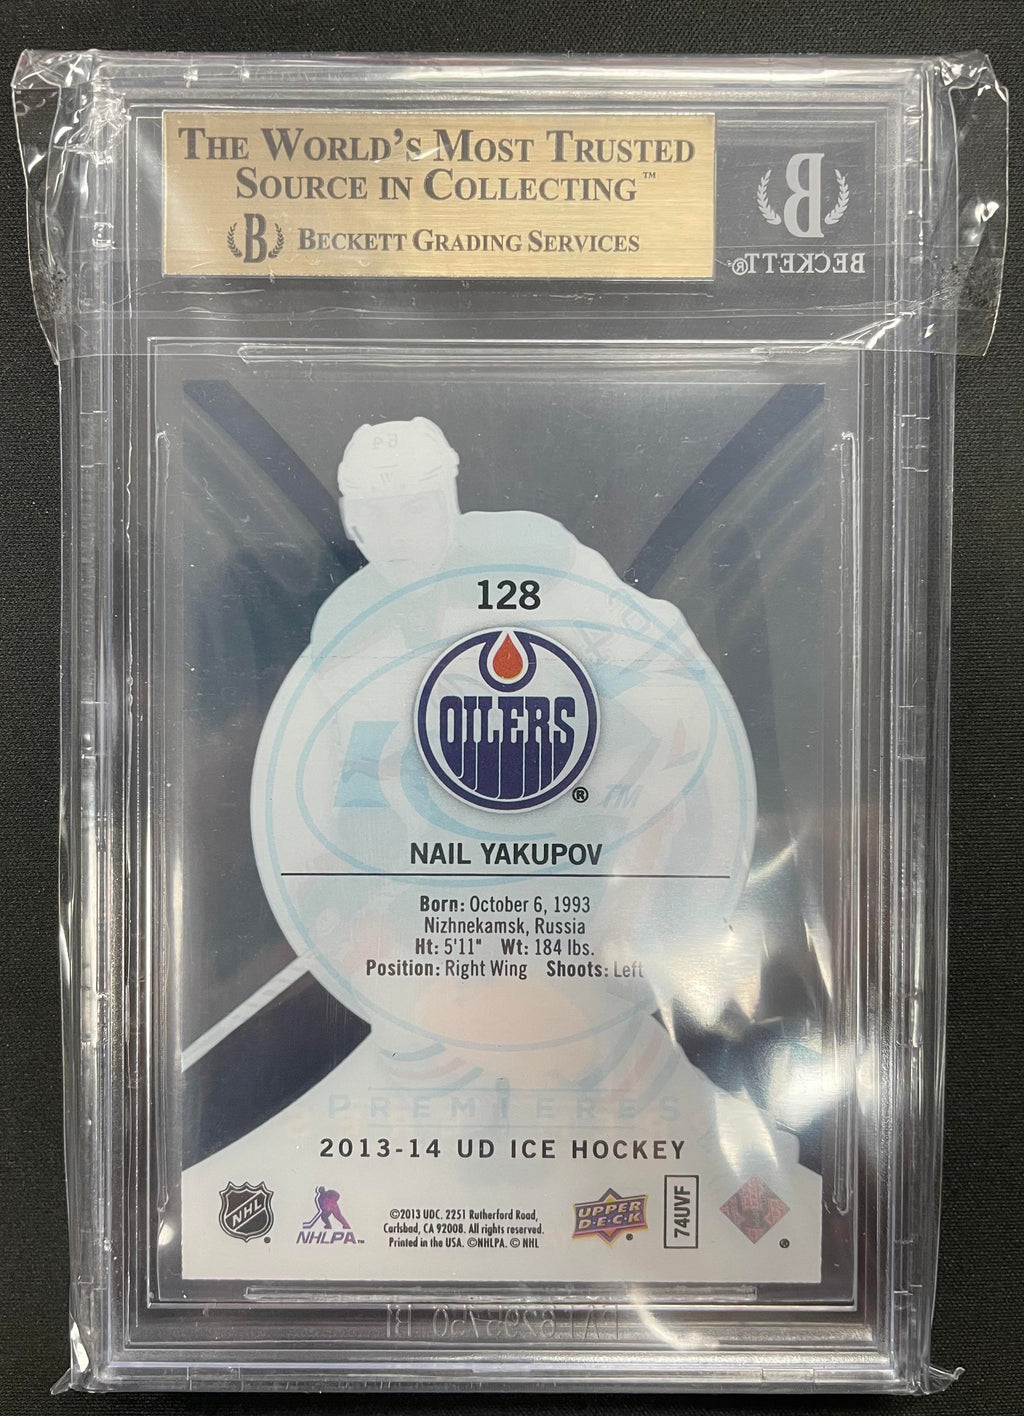 THE WORLD'S MOST TRUSTED
SOURCE IN COLLECTING™
B BECKETT GRADING SERVICES
B
BECKETT®
64
128
OILERS
®
TM
NAIL YAKUPOV
Born: October 6, 1993
Nizhnekamsk, Russia
Ht: 5'11" Wt: 184 lbs.
Position: Right Wing Shoots: Left
PREMIERES
2013-14 UD ICE HOCKEY
NHL
NHLPA™
©2013 UDC. 2251 Rutherford Road,
Carlsbad, CA 92008. All rights reserved.
Printed in the USA. ©NHLPA. © NHL
UPPER
D·E·C·K
74UVF